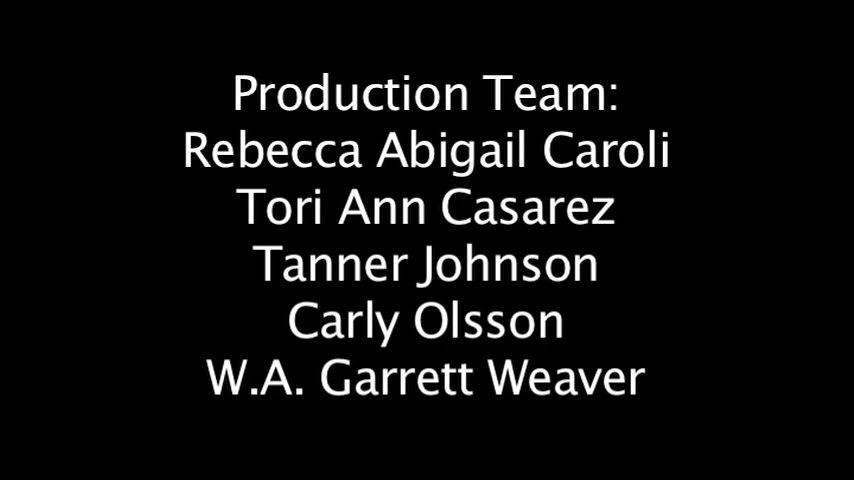 Production Team:
Rebecca Abigail Caroli
Tori Ann Casarez
Tanner Johnson
Carly Olsson
W.A. Garrett Weaver